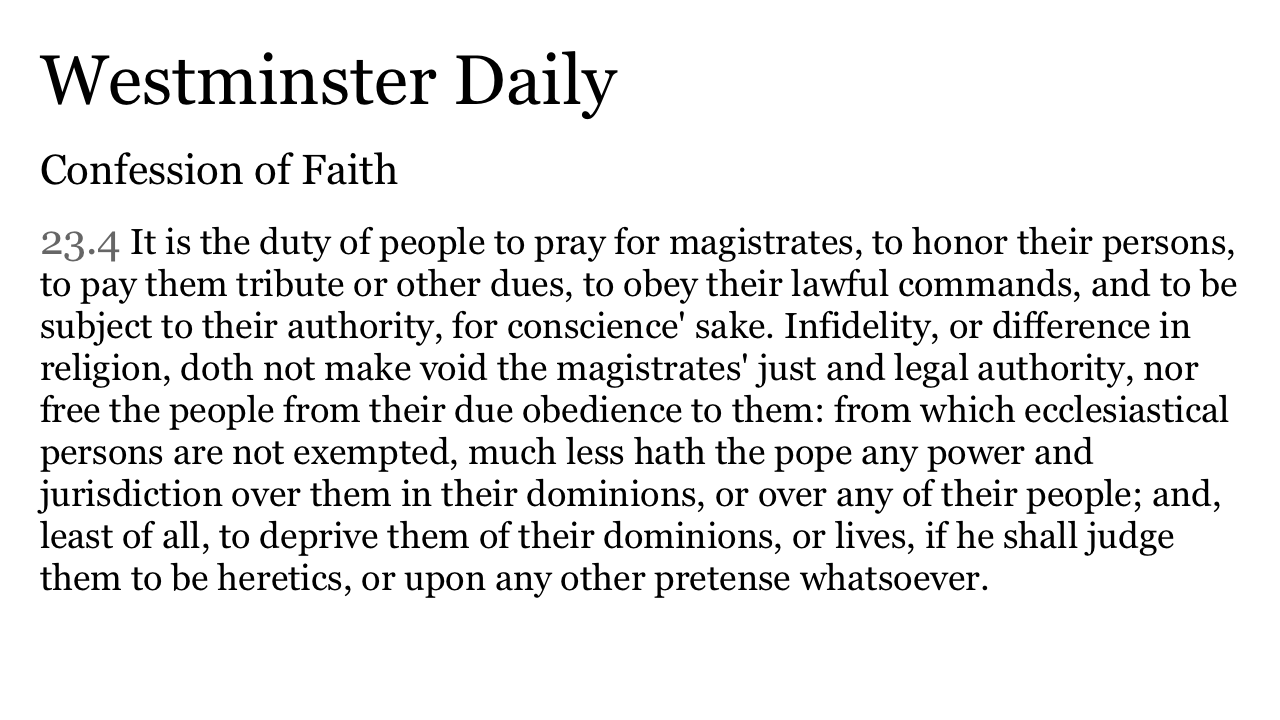 Westminster Daily
Confession of Faith
23.4 It is the duty of people to pray for magistrates, to honor their persons,
to pay them tribute or other dues, to obey their lawful commands, and to be
subject to their authority, for conscience' sake. Infidelity, or difference in
religion, doth not make void the magistrates' just and legal authority, nor
free the people from their due obedience to them: from which ecclesiastical
persons are not exempted, much less hath the pope any power and
jurisdiction over them in their dominions, or over any of their people; and,
least of all, to deprive them of their dominions, or lives, if he shall judge
them to be heretics, or upon any other pretense whatsoever.